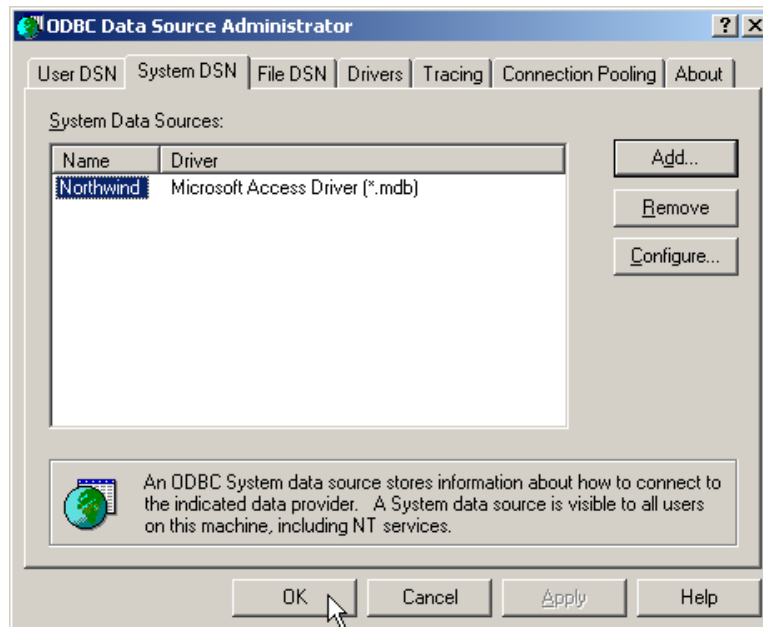 ODBC Data Source Administrator
User DSN System DSN File DSN Drivers Tracing Connection Pooling About
System Data Sources:
Name Driver
Northwind Microsoft Access Driver (*.mdb)
Add...
Remove
Configure...
An ODBC System data source stores information about how to connect to
the indicated data provider. A System data source is visible to all users
on this machine, including NT services.
OK Cancel Apply Help